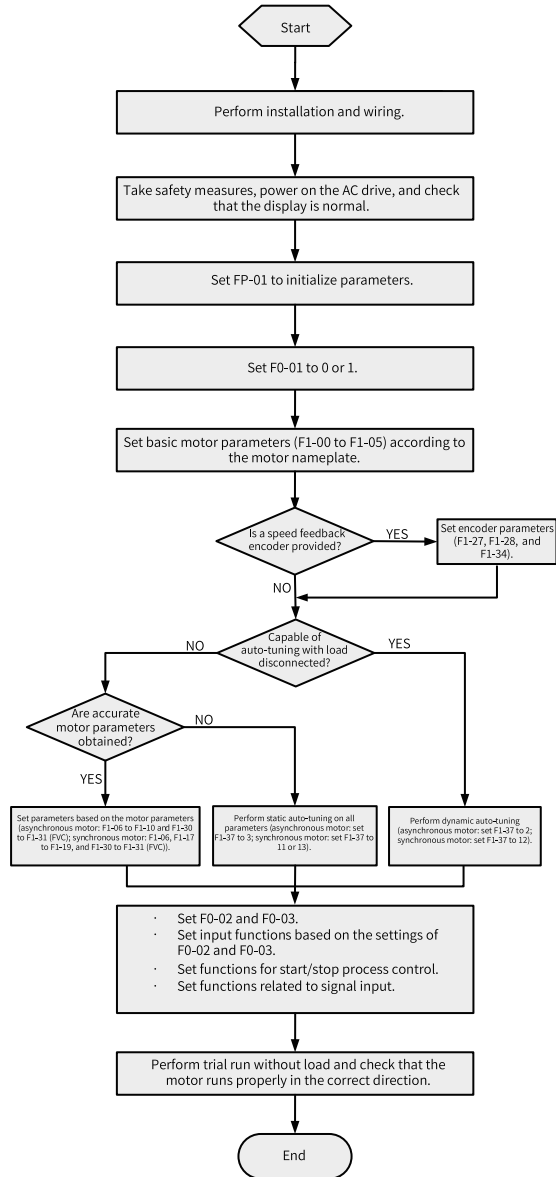 Start
Perform installation and wiring.
Take safety measures, power on the AC drive, and check
that the display is normal.
Set FP-01 to initialize parameters.
Set F0-01 to 0 or 1.
Set basic motor parameters (F1-00 to F1-05) according to
the motor nameplate.
Is a speed feedback
encoder provided?
YES
Set encoder parameters
(F1-27, F1-28, and
F1-34).
NO
Capable of
auto-tuning with load
disconnected?
NO
YES
Are accurate
motor parameters
obtained?
NO
YES
Set parameters based on the motor parameters
(asynchronous motor: F1-06 to F1-10 and F1-30
to F1-31 (FVC); synchronous motor: F1-06, F1-17
to F1-19, and F1-30 to F1-31 (FVC)).
Perform static auto-tuning on all
parameters (asynchronous motor: set
F1-37 to 3; synchronous motor: set F1-37 to
11 or 13).
Perform dynamic auto-tuning
(asynchronous motor: set F1-37 to 2;
synchronous motor: set F1-37 to 12).
· Set F0-02 and F0-03.
· Set input functions based on the settings of
F0-02 and F0-03.
· Set functions for start/stop process control.
· Set functions related to signal input.
Perform trial run without load and check that the
motor runs properly in the correct direction.
End